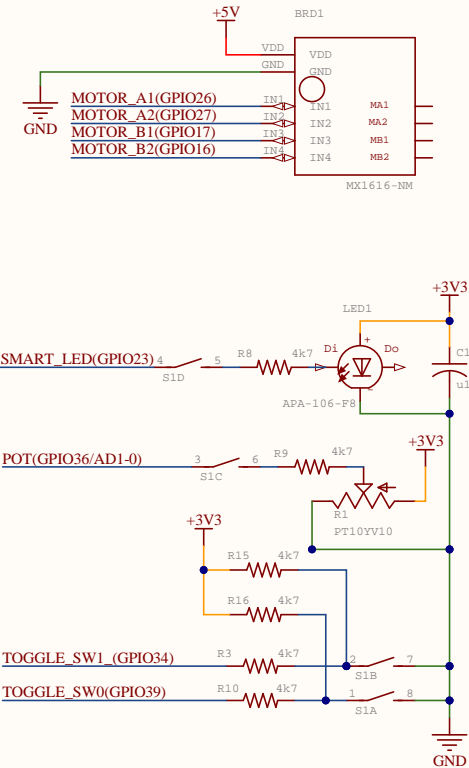 +5V
BRD1
VDD VDD
GND GND
GND
MOTOR_A1(GPIO26) IN1 IN1 MA1
MOTOR_A2(GPIO27) IN2 IN2 MA2
MOTOR_B1(GPIO17) IN3 IN3 MB1
MOTOR_B2(GPIO16) IN4 IN4 MB2
MX1616-NM
+3V3
LED1
+
Di Do
C1
SMART_LED(GPIO23) 4 5 R8 4k7
S1D
u1
-
APA-106-F8
+3V3
POT(GPIO36/AD1-0) 3 6 R9 4k7
S1C
R1
PT10YV10
+3V3
R15 4k7
R16 4k7
TOGGLE_SW1_(GPIO34) R3 4k7 2 7
S1B
TOGGLE_SW0(GPIO39) R10 4k7 1 8
S1A
GND